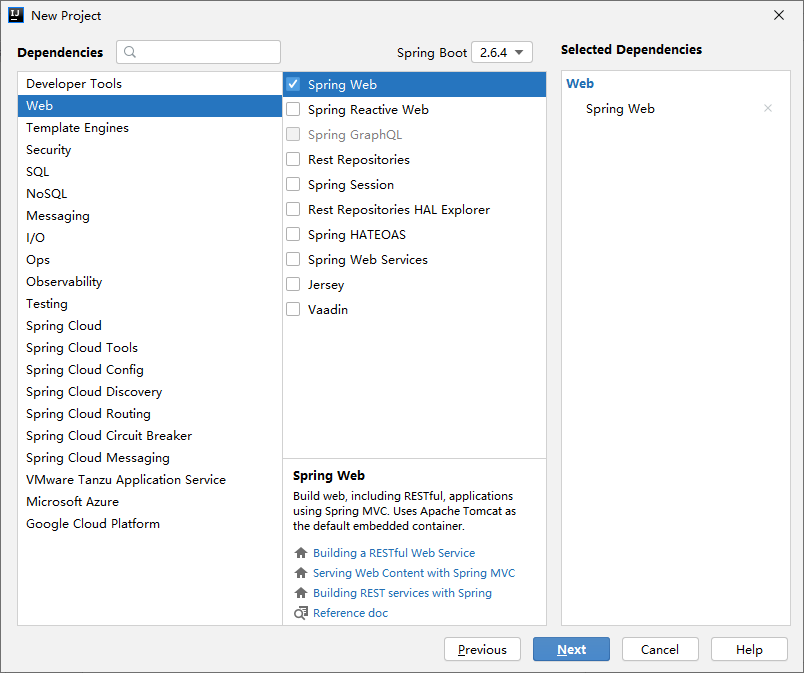 New Project
Dependencies
Spring Boot 2.6.4
Selected Dependencies
Developer Tools
Web
Template Engines
Security
SQL
NoSQL
Messaging
I/O
Ops
Observability
Testing
Spring Cloud
Spring Cloud Tools
Spring Cloud Config
Spring Cloud Discovery
Spring Cloud Routing
Spring Cloud Circuit Breaker
Spring Cloud Messaging
VMware Tanzu Application Service
Microsoft Azure
Google Cloud Platform
Spring Web
Spring Reactive Web
Spring GraphQL
Rest Repositories
Spring Session
Rest Repositories HAL Explorer
Spring HATEOAS
Spring Web Services
Jersey
Vaadin
Spring Web
Build web, including RESTful, applications
using Spring MVC. Uses Apache Tomcat as
the default embedded container.
Building a RESTful Web Service
Serving Web Content with Spring MVC
Building REST services with Spring
Reference doc
Web
Spring Web
Previous
Next
Cancel
Help